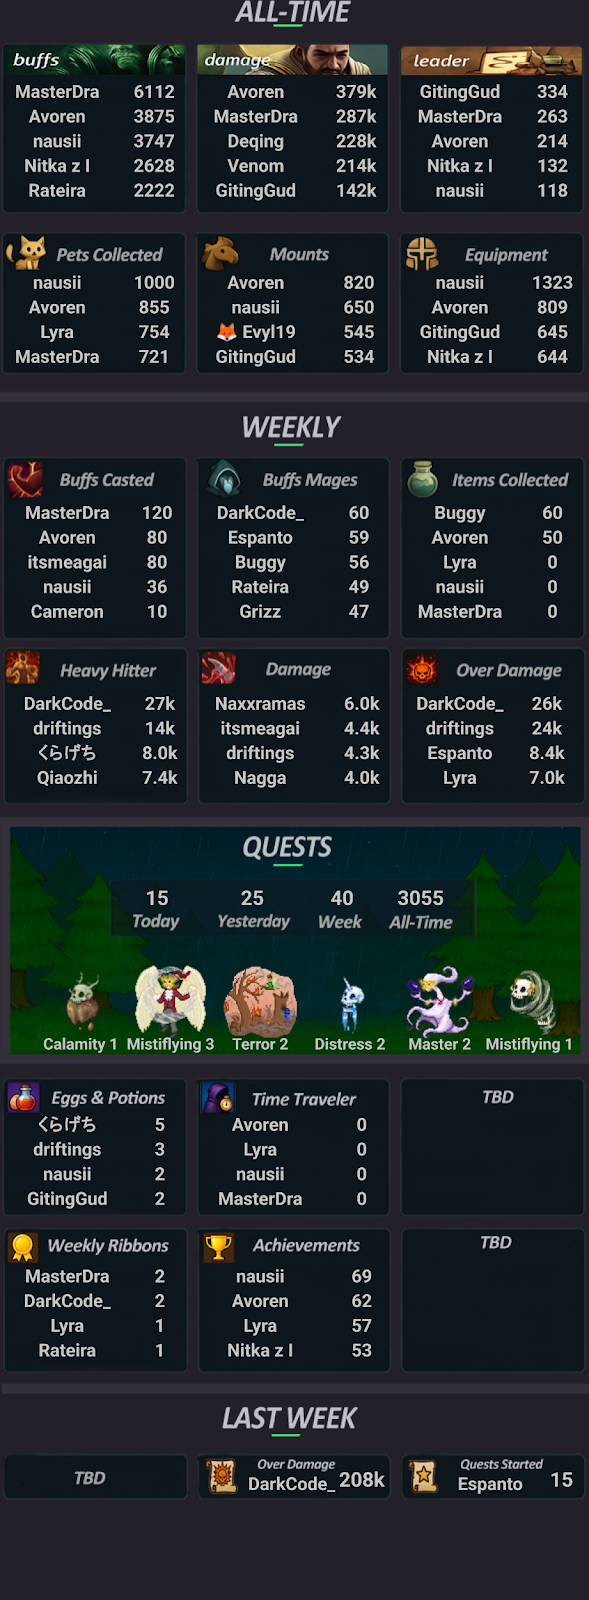 ALL-TIME
buffs
MasterDra 6112
Avoren 3875
nausii 3747
Nitka z l 2628
Rateira 2222
damage
Avoren 379k
MasterDra 287k
Deqing 228k
Venom 214k
GitingGud 142k
leader
GitingGud 334
MasterDra 263
Avoren 214
Nitka z l 132
nausii 118
Pets Collected
nausii 1000
Avoren 855
Lyra 754
MasterDra 721
Mounts
Avoren 820
nausii 650
🦊 Evyl19 545
GitingGud 534
Equipment
nausii 1323
Avoren 809
GitingGud 645
Nitka z l 644
WEEKLY
Buffs Casted
MasterDra 120
Avoren 80
itsmeagai 80
nausii 36
Cameron 10
Buffs Mages
DarkCode_ 60
Espanto 59
Buggy 56
Rateira 49
Grizz 47
Items Collected
Buggy 60
Avoren 50
Lyra 0
nausii 0
MasterDra 0
Heavy Hitter
DarkCode_ 27k
driftings 14k
くらげち 8.0k
Qiaozhi 7.4k
Damage
Naxxramas 6.0k
itsmeagai 4.4k
driftings 4.3k
Nagga 4.0k
Over Damage
DarkCode_ 26k
driftings 24k
Espanto 8.4k
Lyra 7.0k
QUESTS
15 25 40 3055
Today Yesterday Week All-Time
Calamity 1 Mistiflying 3 Terror 2 Distress 2 Master 2 Mistiflying 1
Eggs & Potions
くらげち 5
driftings 3
nausii 2
GitingGud 2
Time Traveler
Avoren 0
Lyra 0
nausii 0
MasterDra 0
TBD
Weekly Ribbons
MasterDra 2
DarkCode_ 2
Lyra 1
Rateira 1
Achievements
nausii 69
Avoren 62
Lyra 57
Nitka z l 53
TBD
LAST WEEK
TBD
Over Damage
DarkCode_ 208k
Quests Started
Espanto 15